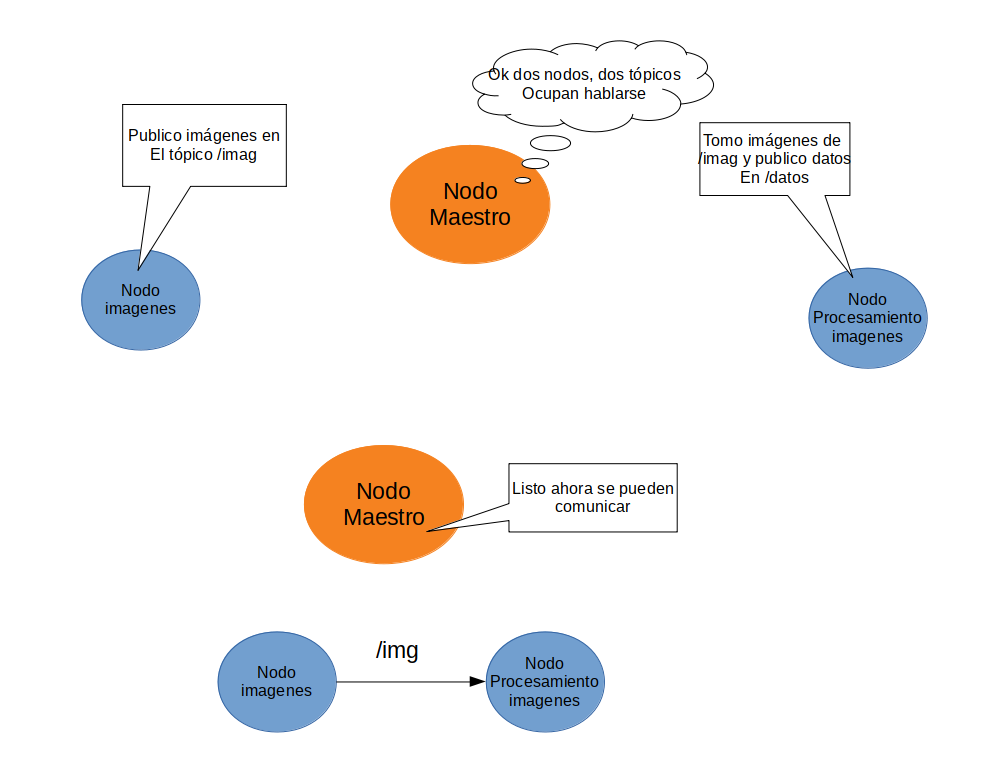 Ok dos nodos, dos tópicos
Ocupan hablarse
Publico imágenes en
El tópico /imag
Tomo imágenes de
/imag y publico datos
En /datos
Nodo
Maestro
Nodo
imagenes
Nodo
Procesamiento
imagenes
Nodo
Maestro
Listo ahora se pueden
comunicar
/img
Nodo
imagenes
Nodo
Procesamiento
imagenes